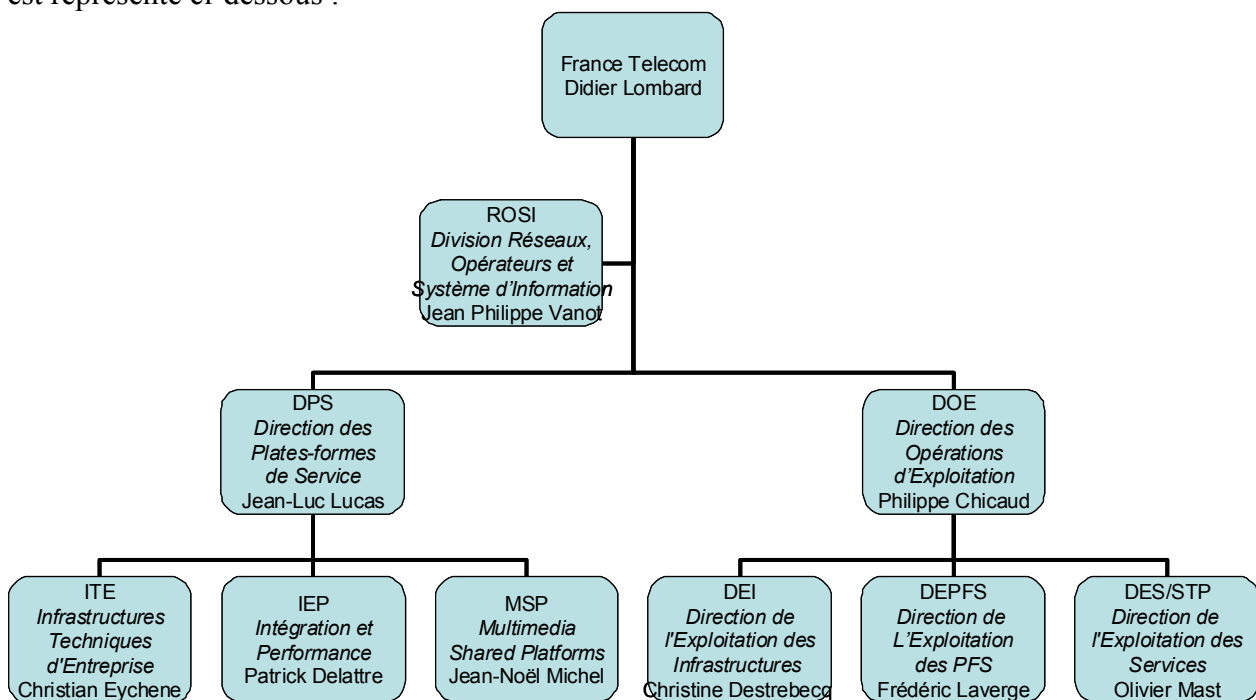 est représenté ci-dessous :
France Telecom
Didier Lombard
ROSI
Division Réseaux,
Opérateurs et
Système d'Information
Jean Philippe Vanot
DPS
Direction des
Plates-formes
de Service
Jean-Luc Lucas
DOE
Direction des
Opérations
d'Exploitation
Philippe Chicaud
ITE
Infrastructures
Techniques
d'Entreprise
Christian Eychene
IEP
Intégration et
Performance
Patrick Delattre
MSP
Multimedia
Shared Platforms
Jean-Noël Michel
DEI
Direction de
l'Exploitation des
Infrastructures
Christine Destrebecq
DEPFS
Direction de
L'Exploitation
des PFS
Frédéric Laverge
DES/STP
Direction de
l'Exploitation des
Services
Olivier Mast